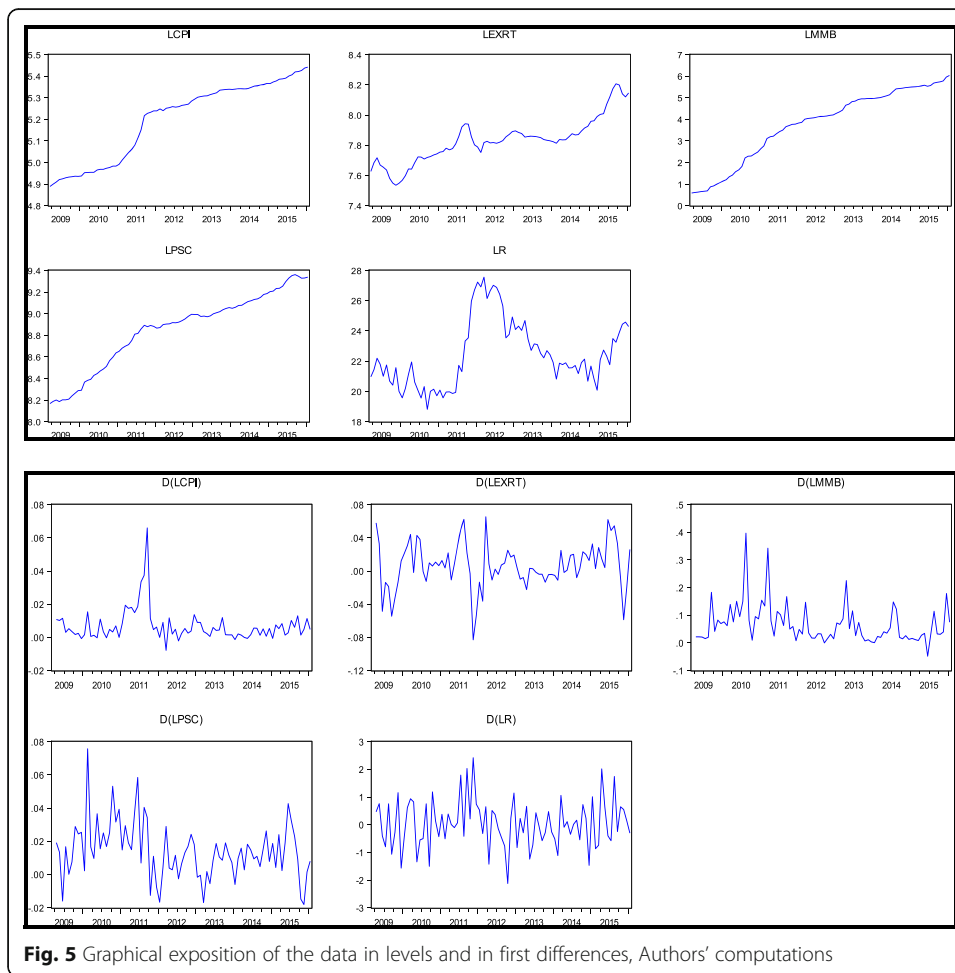 LCPI LEXRT LMMB
5.5 8.4 7
5.4 8.2 6
5.3 5
5.2 8.0 4
5.1 7.8 3
5.0 2
4.9 7.6 1
4.8 7.4 0
2009 2010 2011 2012 2013 2014 2015 2009 2010 2011 2012 2013 2014 2015 2009 2010 2011 2012 2013 2014 2015
LPSC LR
9.4 28
9.2 26
9.0 24
8.8
8.6 22
8.4 20
8.2
8.0 18
2009 2010 2011 2012 2013 2014 2015 2009 2010 2011 2012 2013 2014 2015
D(LCPI) D(LEXRT) D(LMMB)
.08 .08 .5
.06 .04 .4
.04 .00 .3
.02 -.04 .2
.00 -.08 .1
-.02 -.12 .0
-.1
2009 2010 2011 2012 2013 2014 2015 2009 2010 2011 2012 2013 2014 2015 2009 2010 2011 2012 2013 2014 2015
D(LPSC) D(LR)
.08 3
.06 2
.04 1
.02 0
.00 -1
-.02 -2
-3
2009 2010 2011 2012 2013 2014 2015 2009 2010 2011 2012 2013 2014 2015
Fig. 5 Graphical exposition of the data in levels and in first differences, Authors' computations